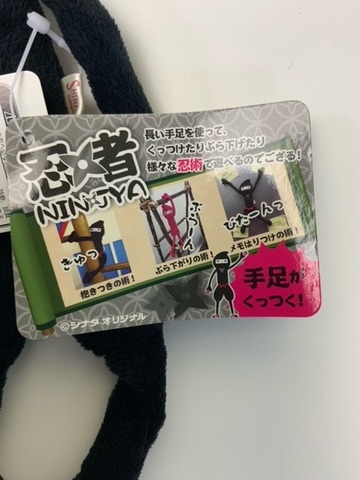 長い手足を使って、
くっつけたりぶら下げたり
様々な忍術で遊べるのでござる!
忍者
NINJYA
きゅっ
ぶらーん
ぴたーんっ
抱きつきの術!
ぶら下がりの術!
メモはりつけの術!
手足が
くっつく!
©シナダ オリジナル